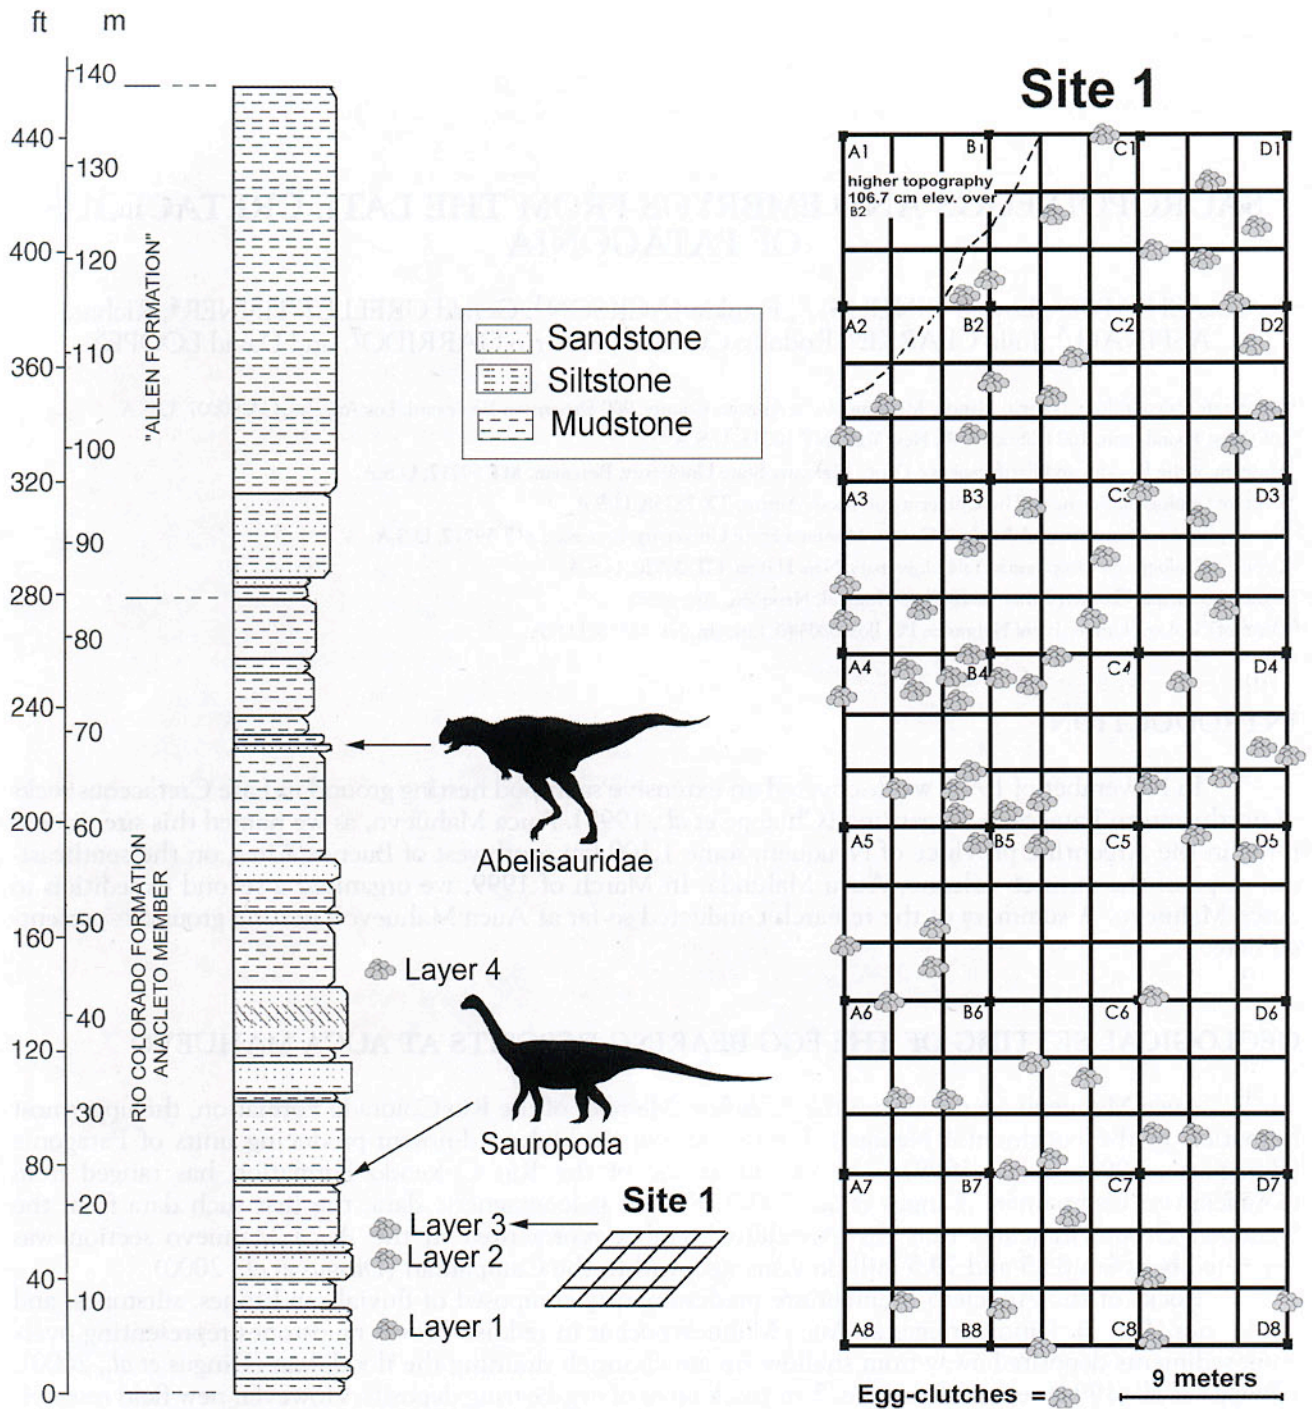 ft m
Site 1
140
440
130
400
120
360
110
100
320
90
280
80
240
70
200
60
50
160
40
120
30
80
20
40
10
0
"ALLEN FORMATION"
RIO COLORADO FORMATION
ANACLETO MEMBER
Sandstone
Siltstone
Mudstone
Abelisauridae
Layer 4
Sauropoda
Site 1
Layer 3
Layer 2
Layer 1
A1 B1 C1 D1
higher topography
106.7 cm elev. over
B2
A2 B2 C2 D2
A3 B3 C3 D3
A4 B4 C4 D4
A5 B5 C5 D5
A6 B6 C6 D6
A7 B7 C7 D7
A8 B8 C8 D8
Egg-clutches =
9 meters